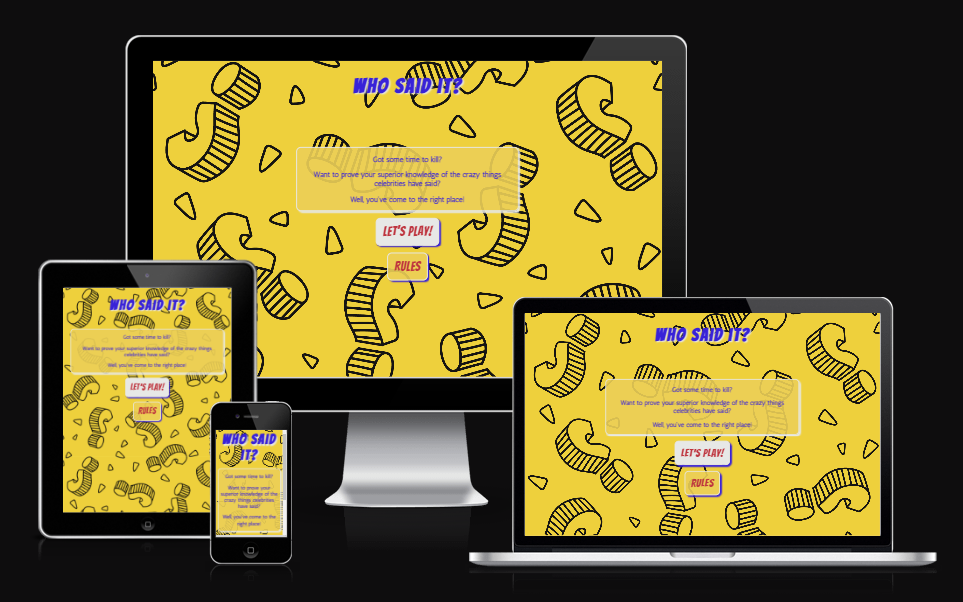 WHO SAID IT?
Got some time to kill?
Want to prove your superior knowledge of the crazy things
celebrities have said?
Well, you've come to the right place!
LET'S PLAY!
RULES
WHO SAID IT?
Got some time to kill?
Want to prove your superior knowledge of the crazy things
celebrities have said?
Well, you've come to the right place!
LET'S PLAY!
RULES
WHO SAID
IT?
Got some time to kill?
Want to prove your
superior knowledge of the
crazy things celebrities
have said?
Well, you've come to the
right place!
WHO SAID IT?
Got some time to kill?
Want to prove your superior knowledge of the crazy things
celebrities have said?
Well, you've come to the right place!
LET'S PLAY!
RULES